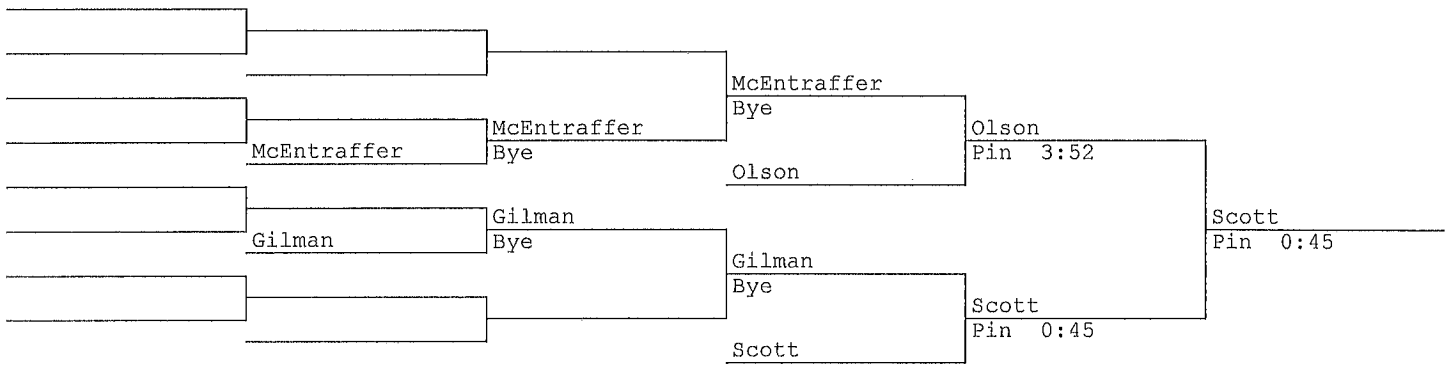 McEntraffer
Bye
McEntraffer
McEntraffer
Bye
Olson
Olson
Pin 3:52
Gilman
Gilman
Bye
Gilman
Bye
Scott
Scott
Pin 0:45
Scott
Pin 0:45